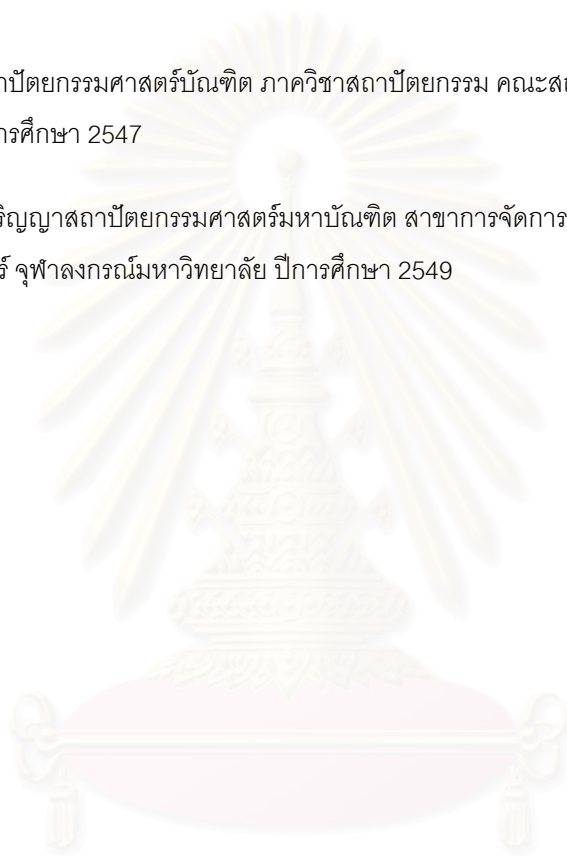 าปัตยกรรมศาสตร์บัณฑิต ภาควิชาสถาปัตยกรรม คณะสถ
ารศึกษา 2547
ริญญาสถาปัตยกรรมศาสตร์มหาบัณฑิต สาขาการจัดการ
ร์ จุฬาลงกรณ์มหาวิทยาลัย ปีการศึกษา 2549